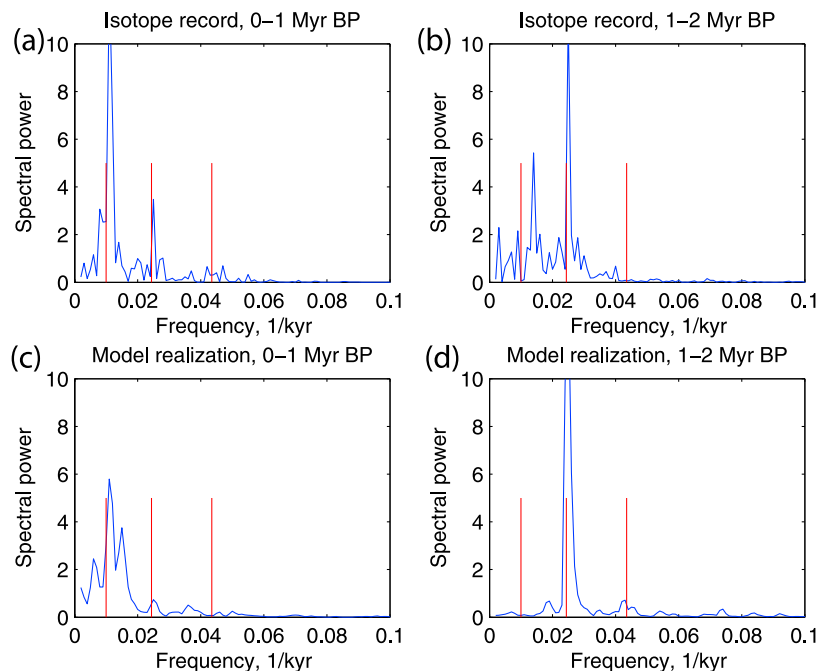 (a) Isotope record, 0–1 Myr BP
Spectral power
10
8
6
4
2
0
0 0.02 0.04 0.06 0.08 0.1
Frequency, 1/kyr
(b) Isotope record, 1–2 Myr BP
Spectral power
10
8
6
4
2
0
0 0.02 0.04 0.06 0.08 0.1
Frequency, 1/kyr
(c) Model realization, 0–1 Myr BP
Spectral power
10
8
6
4
2
0
0 0.02 0.04 0.06 0.08 0.1
Frequency, 1/kyr
(d) Model realization, 1–2 Myr BP
Spectral power
10
8
6
4
2
0
0 0.02 0.04 0.06 0.08 0.1
Frequency, 1/kyr